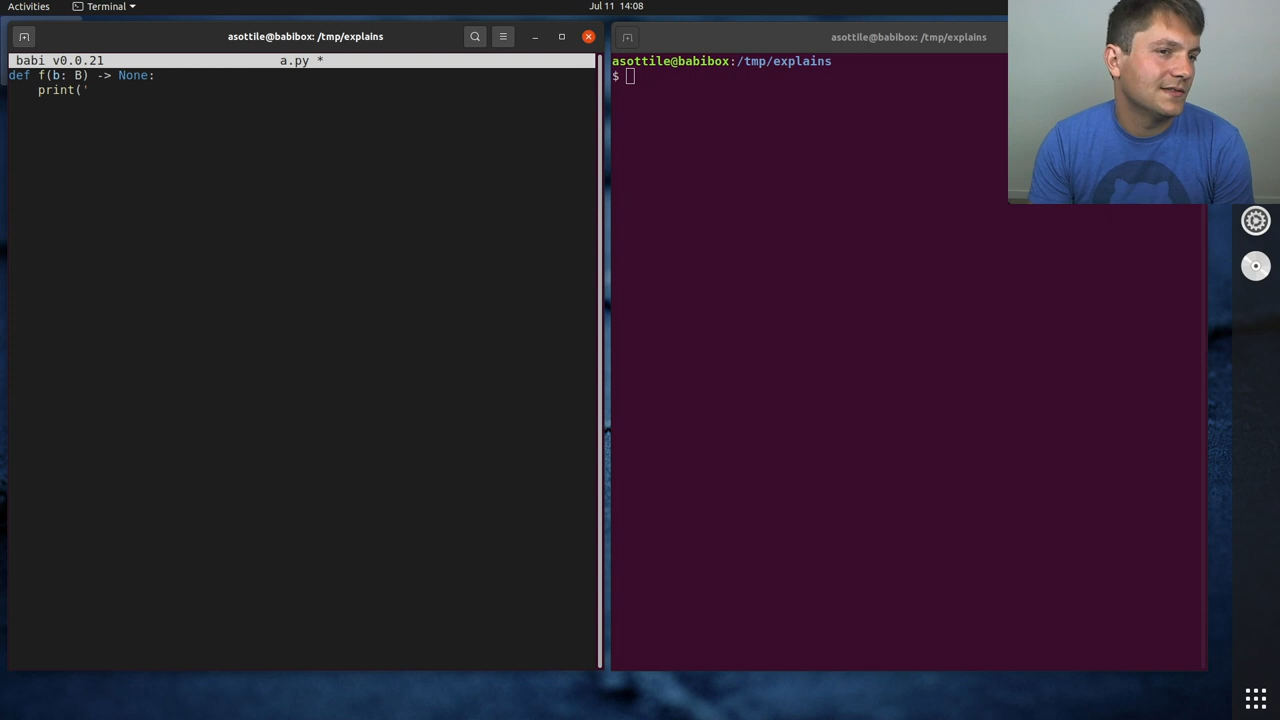 Activities
Terminal
Jul 11 14:08
asottile@babibox: /tmp/explains
babi v0.0.21 a.py *
def f(b: B) -> None:
    print('
asottile@babibox: /tmp/explains
asottile@babibox:/tmp/explains
$